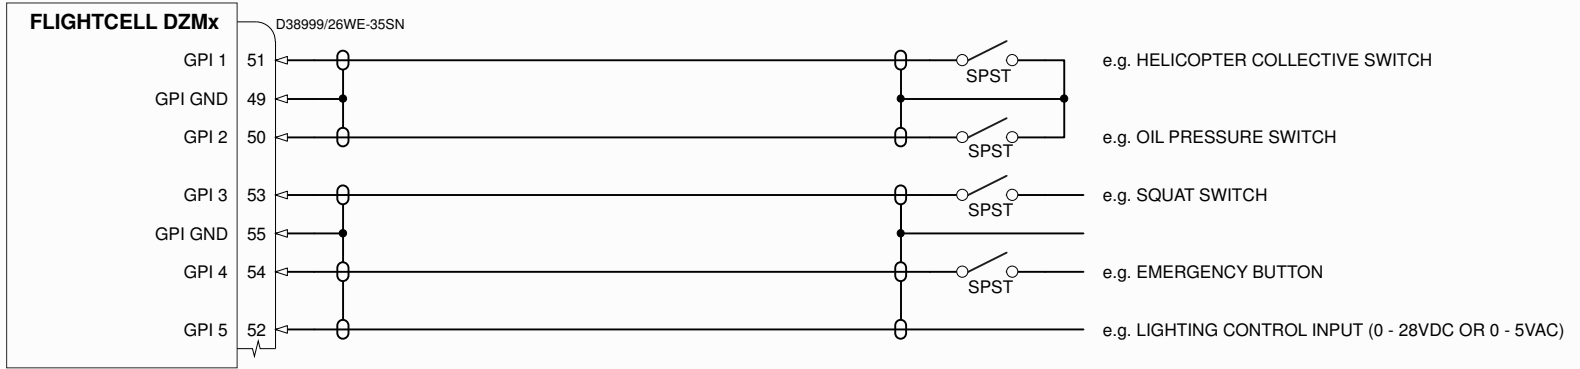 FLIGHTCELL DZMx
D38999/26WE-35SN
GPI 1 51 SPST e.g. HELICOPTER COLLECTIVE SWITCH
GPI GND 49
GPI 2 50 SPST e.g. OIL PRESSURE SWITCH
GPI 3 53 SPST e.g. SQUAT SWITCH
GPI GND 55
GPI 4 54 SPST e.g. EMERGENCY BUTTON
GPI 5 52 e.g. LIGHTING CONTROL INPUT (0 - 28VDC OR 0 - 5VAC)